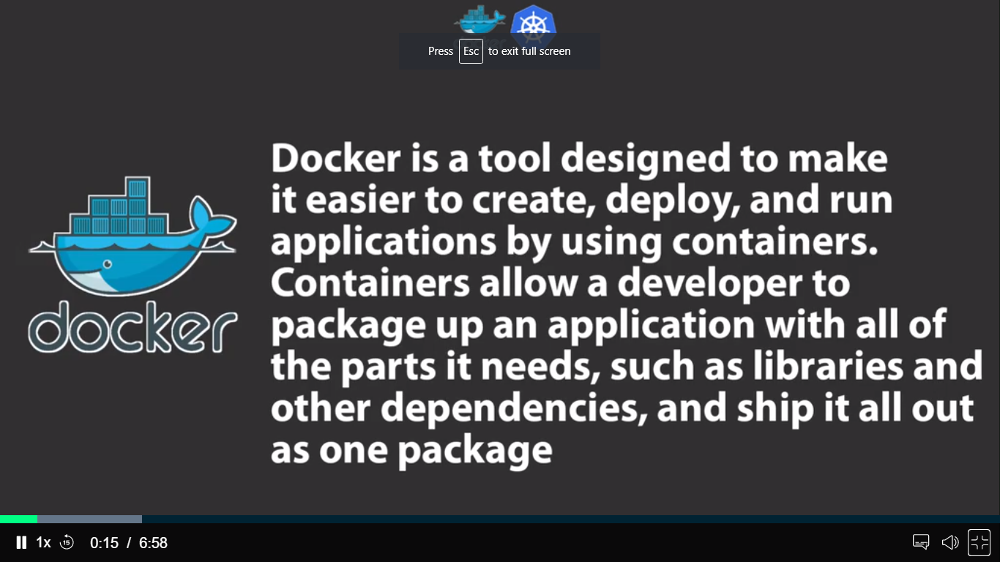 Press Esc to exit full screen
Docker is a tool designed to make
it easier to create, deploy, and run
applications by using containers.
Containers allow a developer to
package up an application with all of
the parts it needs, such as libraries and
other dependencies, and ship it all out
as one package
docker
1x 15 0:15 / 6:58